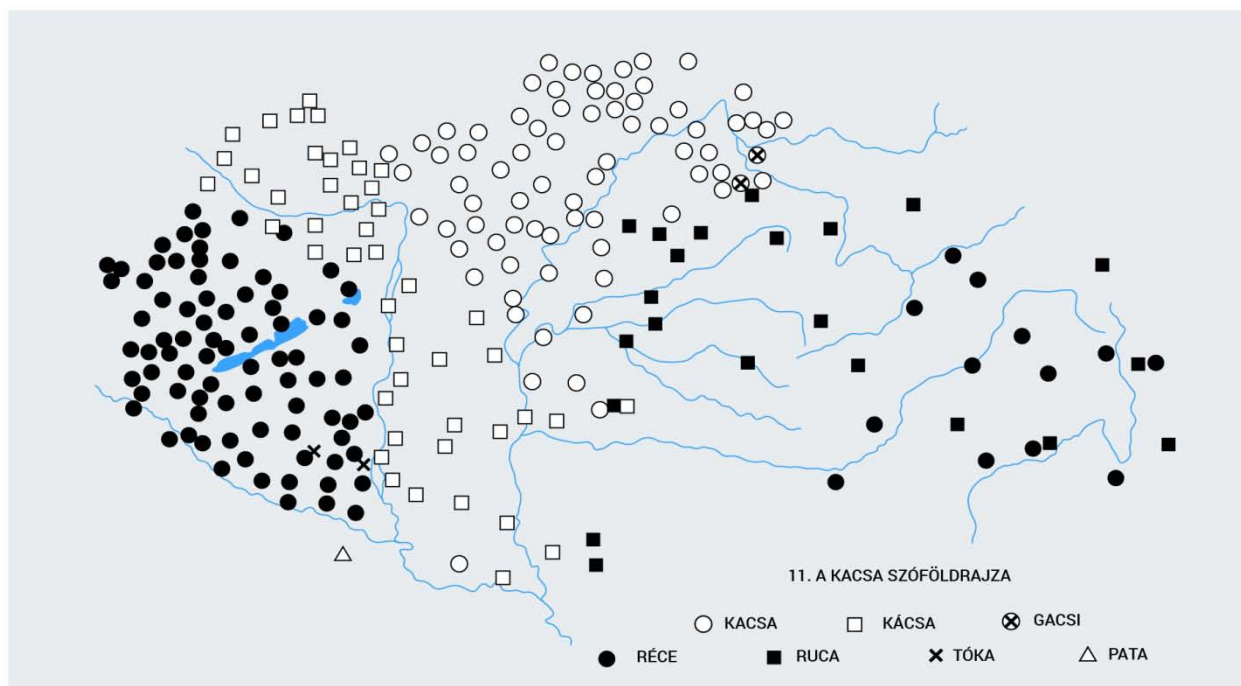 11. A KACSA SZÓFÖLDRAJZA
KACSA KÁCSA GACSI
RÉCE RUCA TÓKA PATA